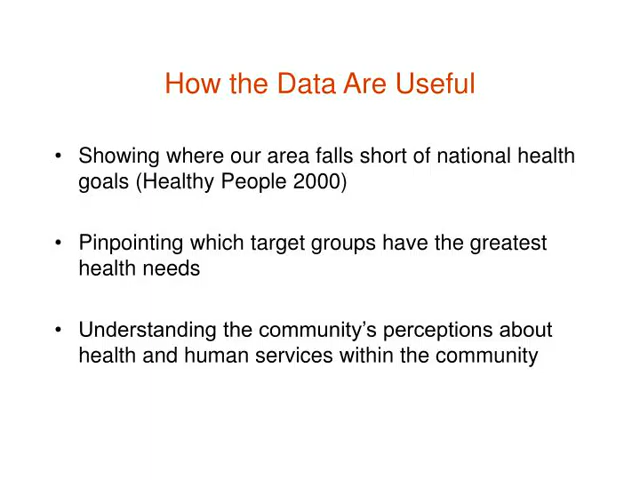 How the Data Are Useful
• Showing where our area falls short of national health
goals (Healthy People 2000)
• Pinpointing which target groups have the greatest
health needs
• Understanding the community’s perceptions about
health and human services within the community